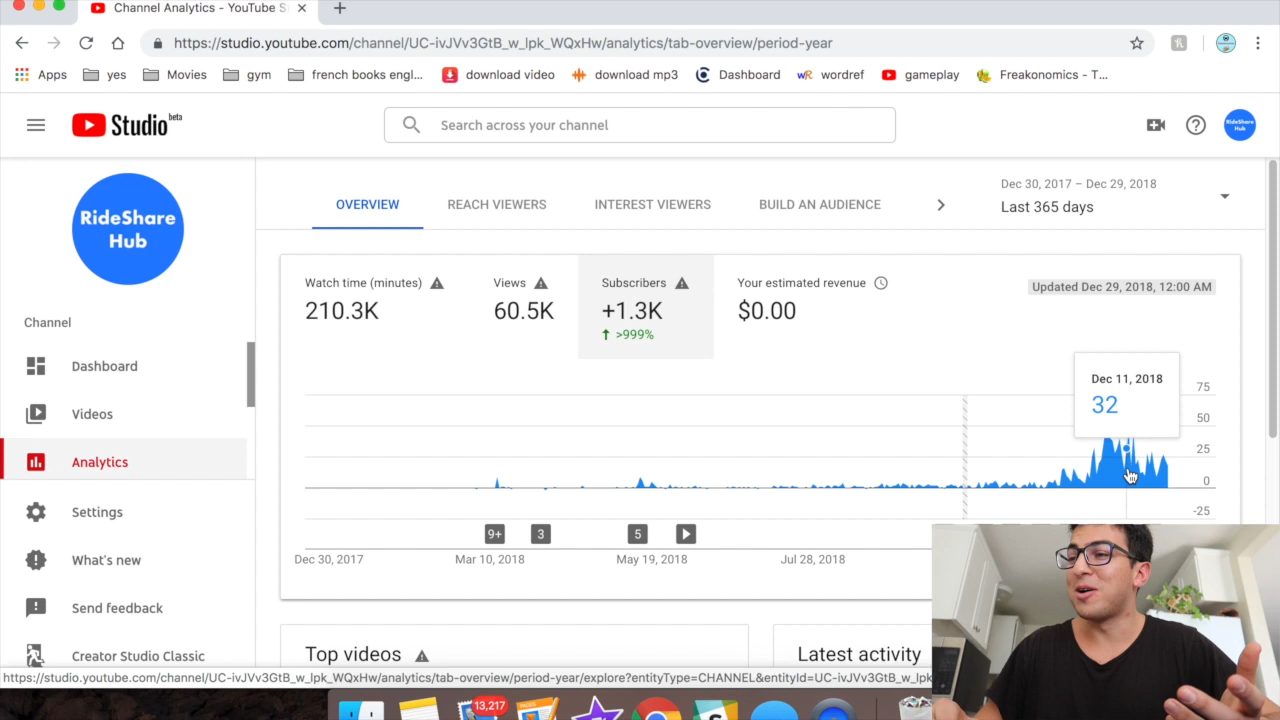 Channel Analytics - YouTube S
https://studio.youtube.com/channel/UC-ivJVv3GtB_w_lpk_WQxHw/analytics/tab-overview/period-year
Apps yes Movies gym french books engl... download video download mp3 Dashboard wordref gameplay Freakonomics - T...
Studio beta
Search across your channel
RideShare
Hub
RideShare
Hub
OVERVIEW REACH VIEWERS INTEREST VIEWERS BUILD AN AUDIENCE
Dec 30, 2017 – Dec 29, 2018
Last 365 days
Watch time (minutes)
210.3K
Views
60.5K
Subscribers
+1.3K
>999%
Your estimated revenue
$0.00
Updated Dec 29, 2018, 12:00 AM
Dec 11, 2018
32
75
50
25
0
-25
9+ 3 5
Dec 30, 2017 Mar 10, 2018 May 19, 2018 Jul 28, 2018
Channel
Dashboard
Videos
Analytics
Settings
What's new
Send feedback
Creator Studio Classic
Top videos
Latest activity
https://studio.youtube.com/channel/UC-ivJVv3GtB_w_lpk_WQxHw/analytics/tab-overview/period-year/explore?entityType=CHANNEL&entityId=UC-ivJVv3GtB_w_lpk
13,217
PAGES